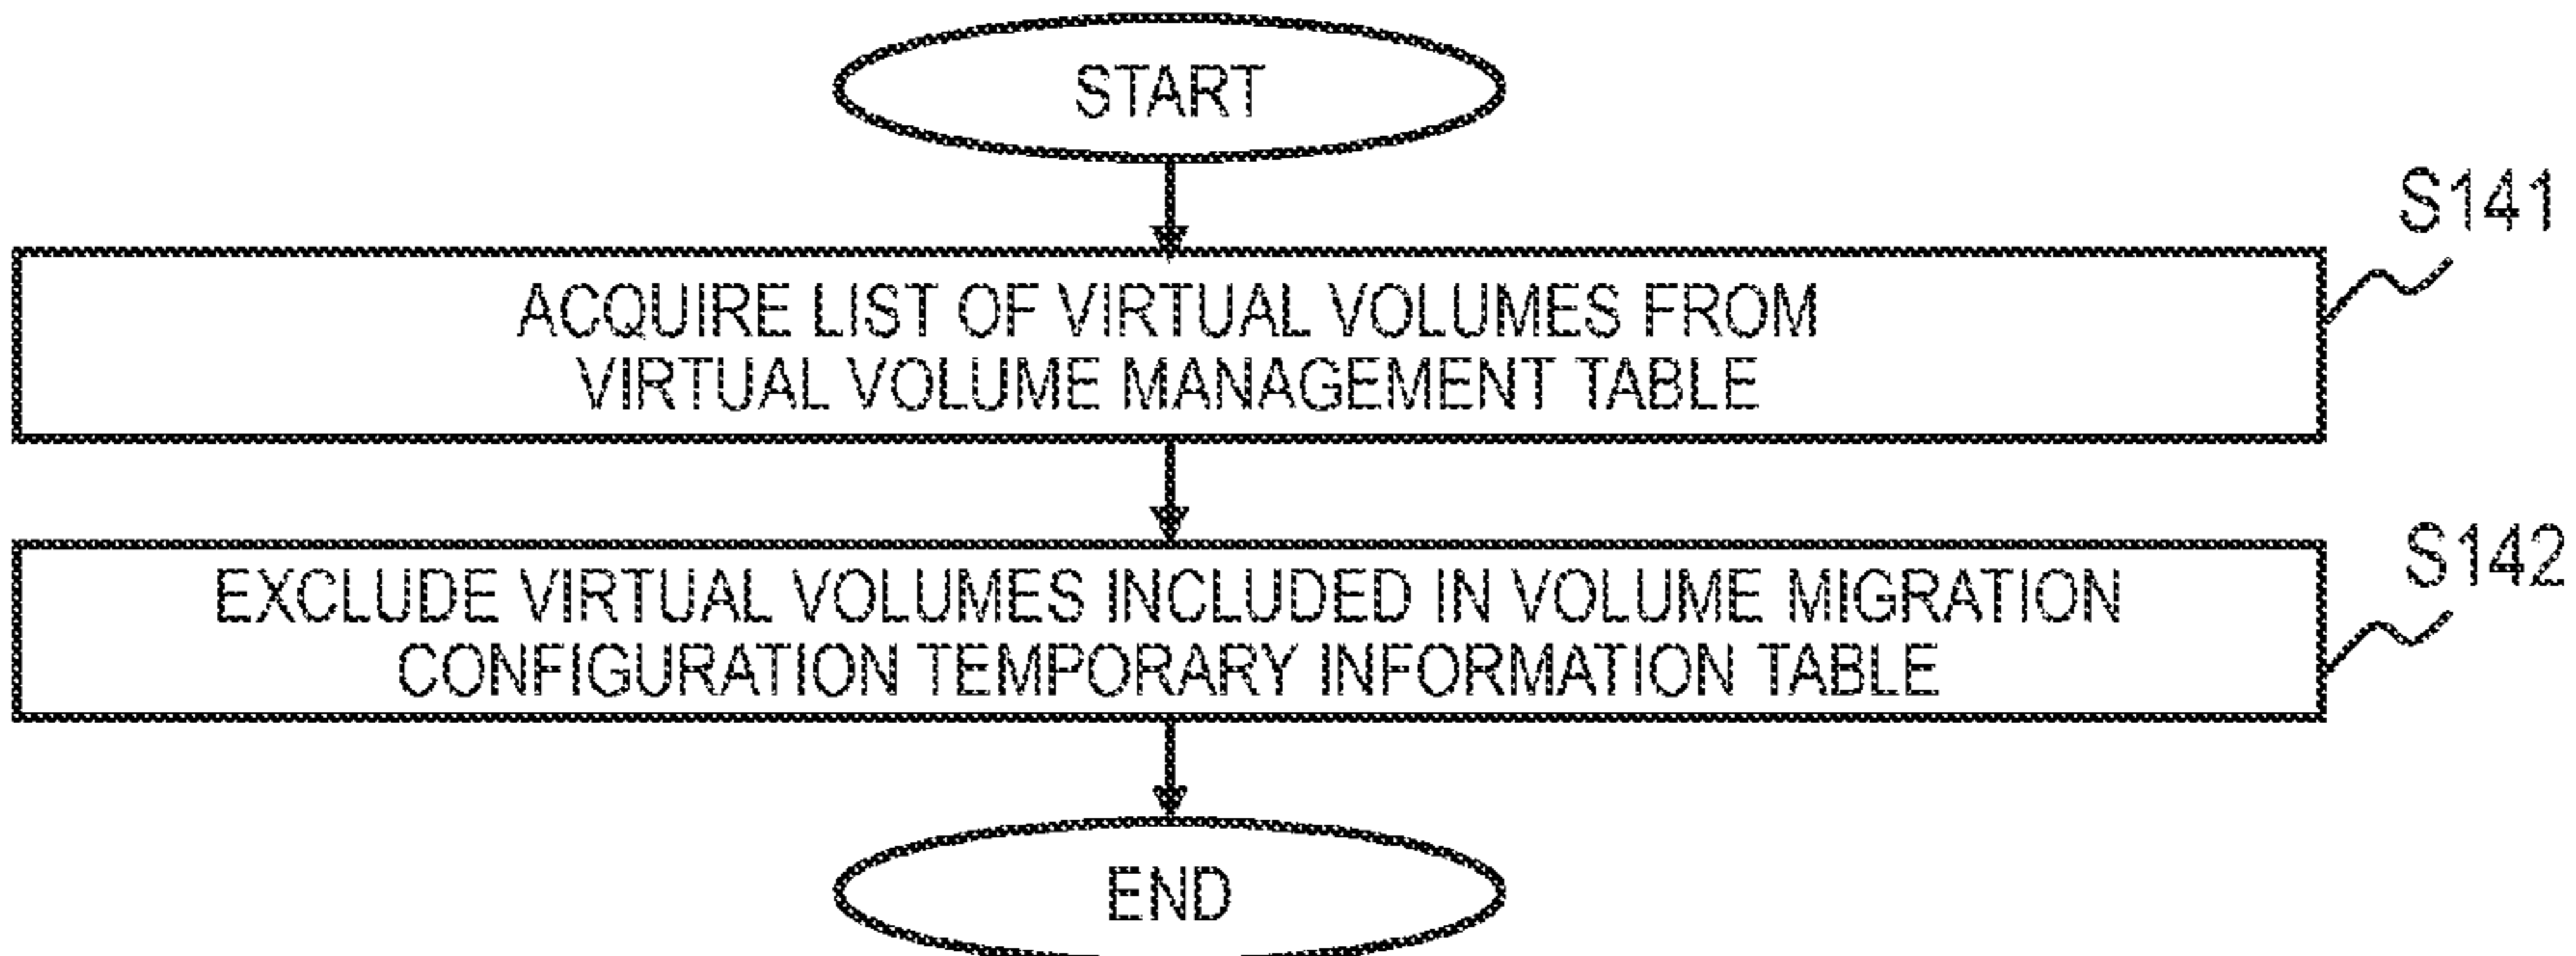 START
S141
ACQUIRE LIST OF VIRTUAL VOLUMES FROM
VIRTUAL VOLUME MANAGEMENT TABLE
S142
EXCLUDE VIRTUAL VOLUMES INCLUDED IN VOLUME MIGRATION
CONFIGURATION TEMPORARY INFORMATION TABLE
END